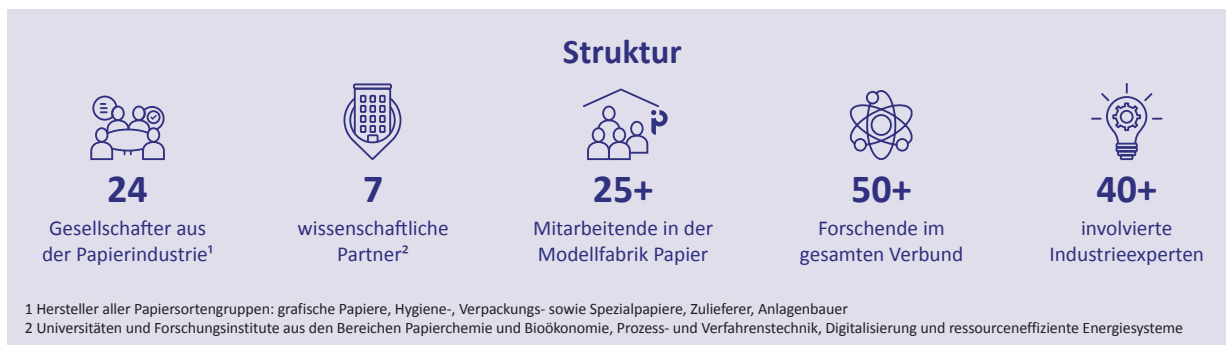 Struktur
24
Gesellschafter aus
der Papierindustrie¹
7
wissenschaftliche
Partner²
25+
Mitarbeitende in der
Modellfabrik Papier
50+
Forschende im
gesamten Verbund
40+
involvierte
Industrieexperten
1 Hersteller aller Papiersortengruppen: grafische Papiere, Hygiene-, Verpackungs- sowie Spezialpapiere, Zulieferer, Anlagenbauer
2 Universitäten und Forschungsinstitute aus den Bereichen Papierchemie und Bioökonomie, Prozess- und Verfahrenstechnik, Digitalisierung und ressourceneffiziente Energiesysteme